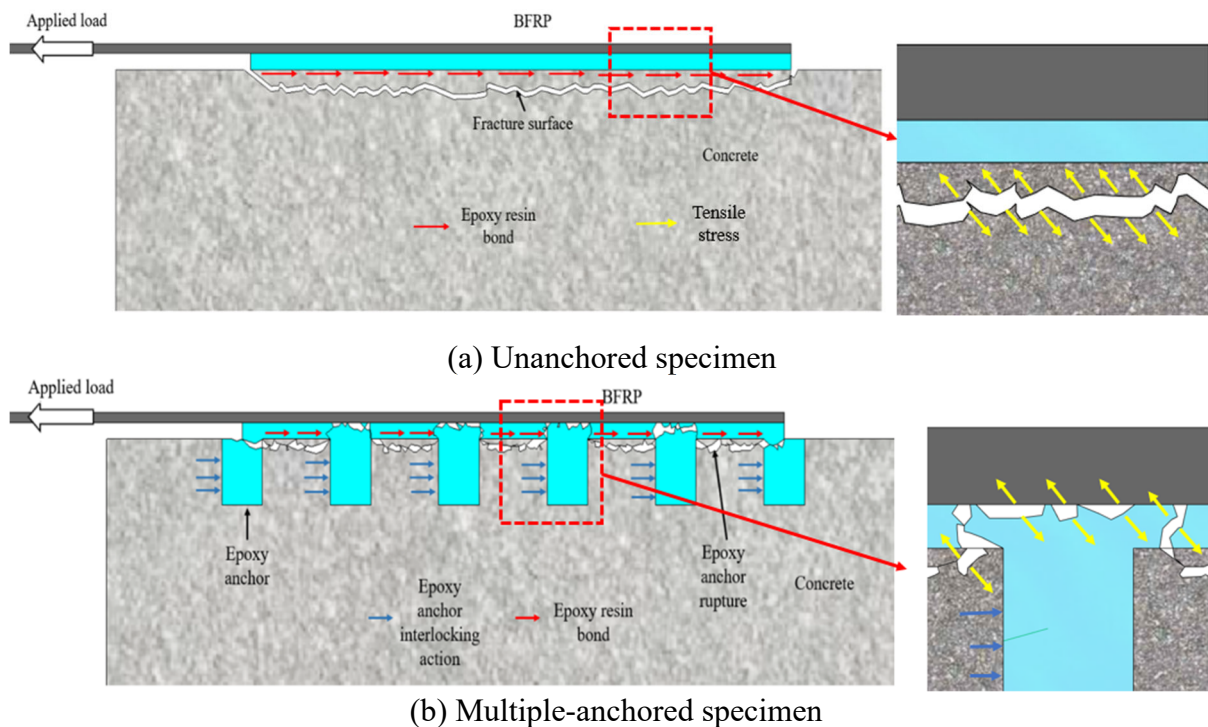 Applied load
BFRP
Fracture surface
Concrete
Epoxy resin
bond
Tensile
stress
(a) Unanchored specimen
Applied load
BFRP
Epoxy
anchor
Epoxy
anchor
interlocking
action
Epoxy resin
bond
Epoxy
anchor
rupture
Concrete
(b) Multiple-anchored specimen